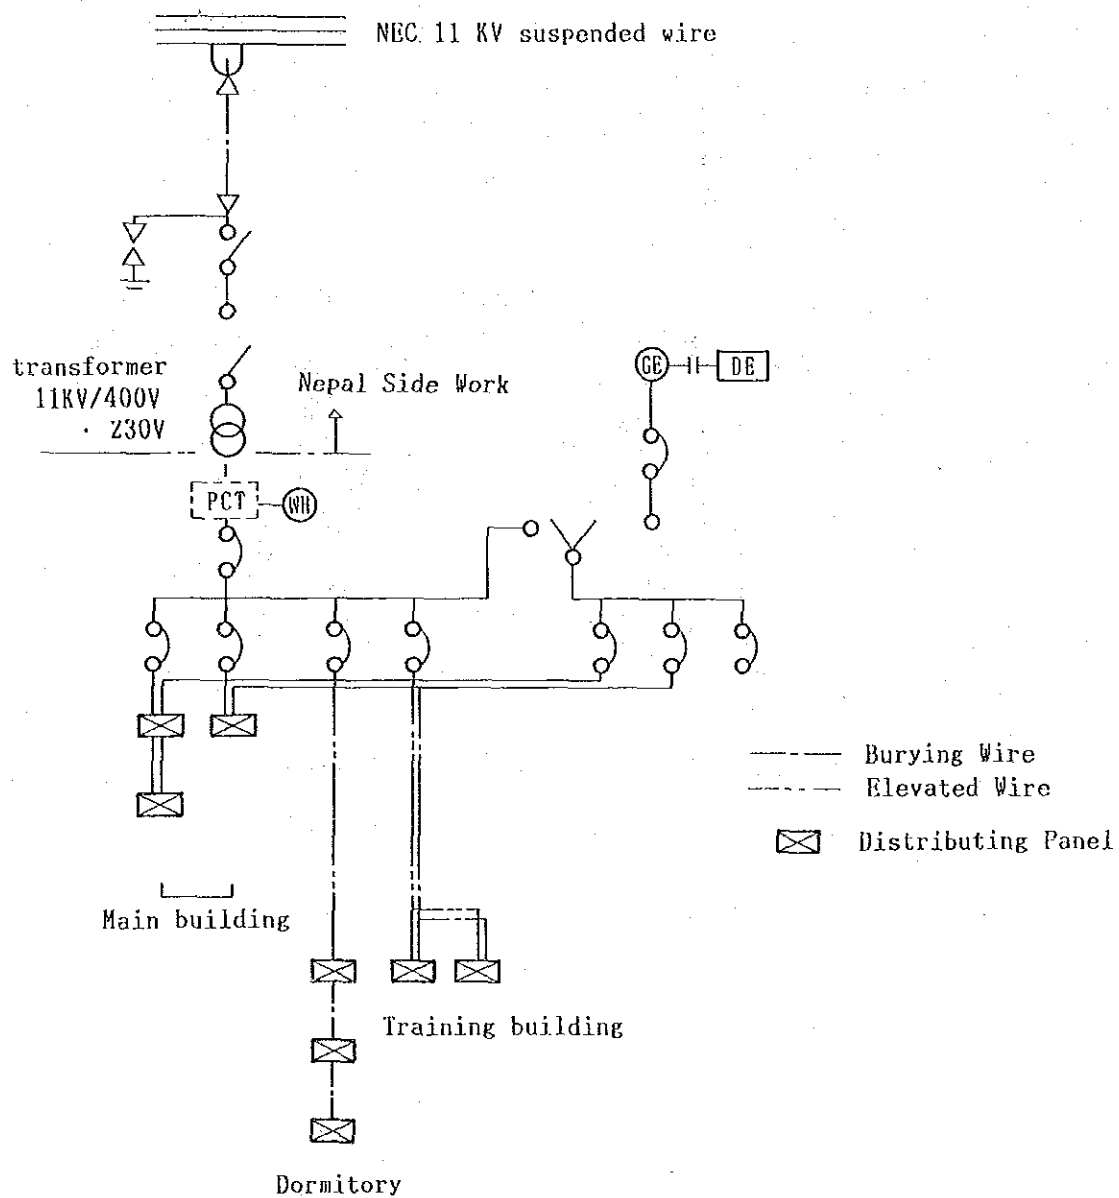 NEC 11 KV suspended wire
transformer
11KV/400V
· 230V
Nepal Side Work
GE
DE
PCT
WH
Burying Wire
Elevated Wire
Distributing Panel
Main building
Training building
Dormitory